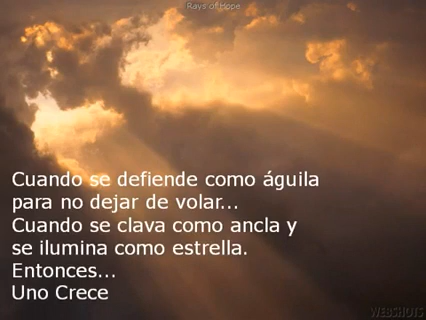 Rays of Hope
Cuando se defiende como águila
para no dejar de volar...
Cuando se clava como ancla y
se ilumina como estrella.
Entonces...
Uno Crece
WEBSHOTS